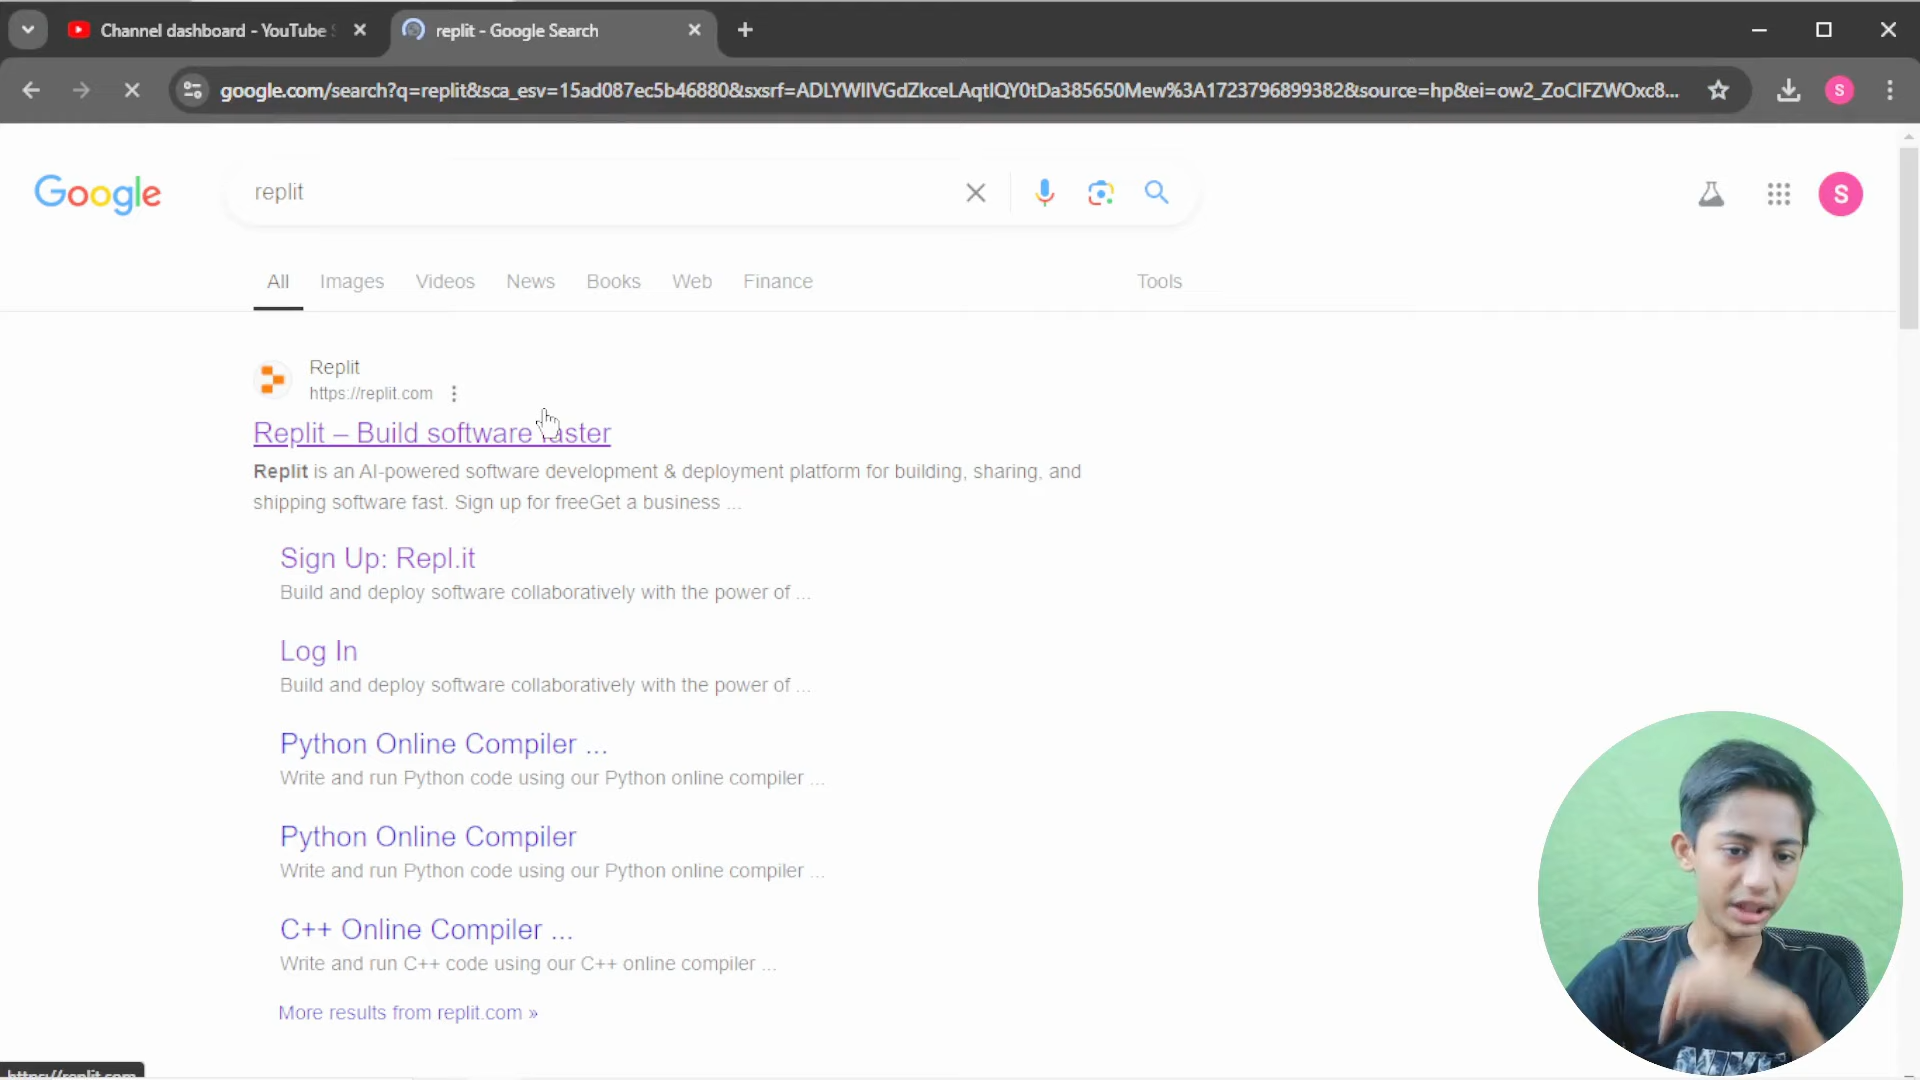 Channel dashboard - YouTube S
replit - Google Search
google.com/search?q=replit&sca_esv=15ad087ec5b46880&sxsrf=ADLYWIIVGdZkceLAqtIQY0tDa385650Mew%3A1723796899382&source=hp&ei=ow2_ZoCIFZWOxc8...
S
Google
replit
S
All Images Videos News Books Web Finance Tools
Replit
https://replit.com
Replit – Build software faster
Replit is an AI-powered software development & deployment platform for building, sharing, and
shipping software fast. Sign up for freeGet a business ...
Sign Up: Repl.it
Build and deploy software collaboratively with the power of ...
Log In
Build and deploy software collaboratively with the power of ...
Python Online Compiler ...
Write and run Python code using our Python online compiler ...
Python Online Compiler
Write and run Python code using our Python online compiler ...
C++ Online Compiler ...
Write and run C++ code using our C++ online compiler ...
More results from replit.com »
https://replit.com